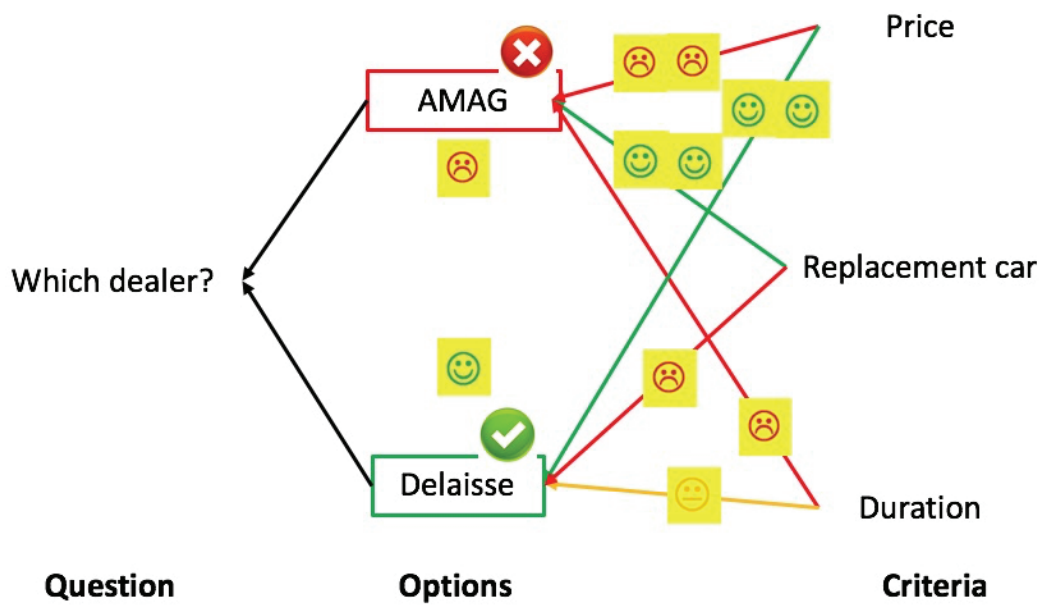 Price
AMAG
Which dealer?
Replacement car
Delaisse
Duration
Question
Options
Criteria